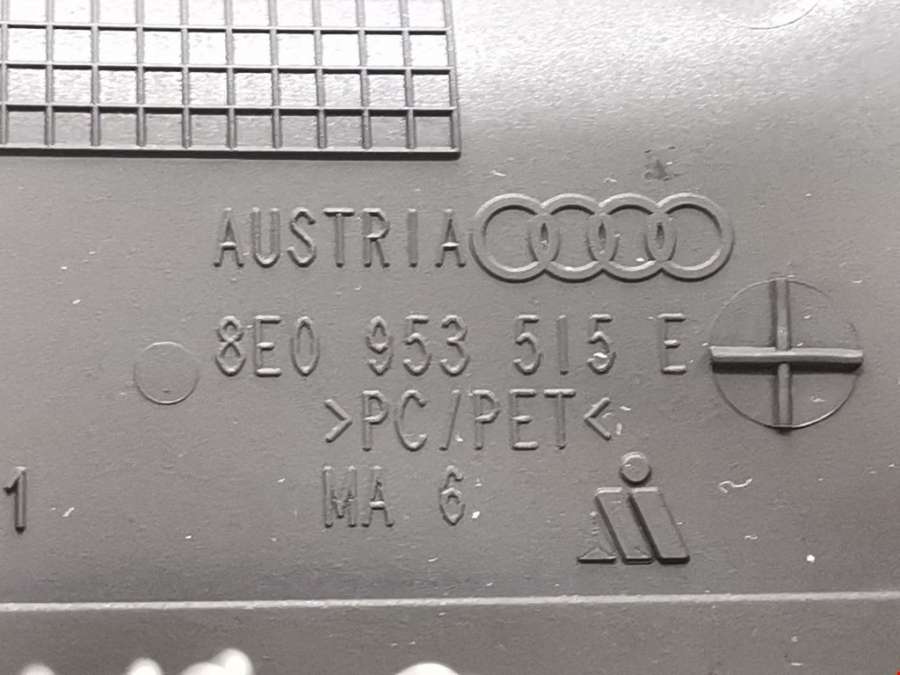 AUSTRIA
8E0 953 515 E
>PC/PET<
MA 6
1